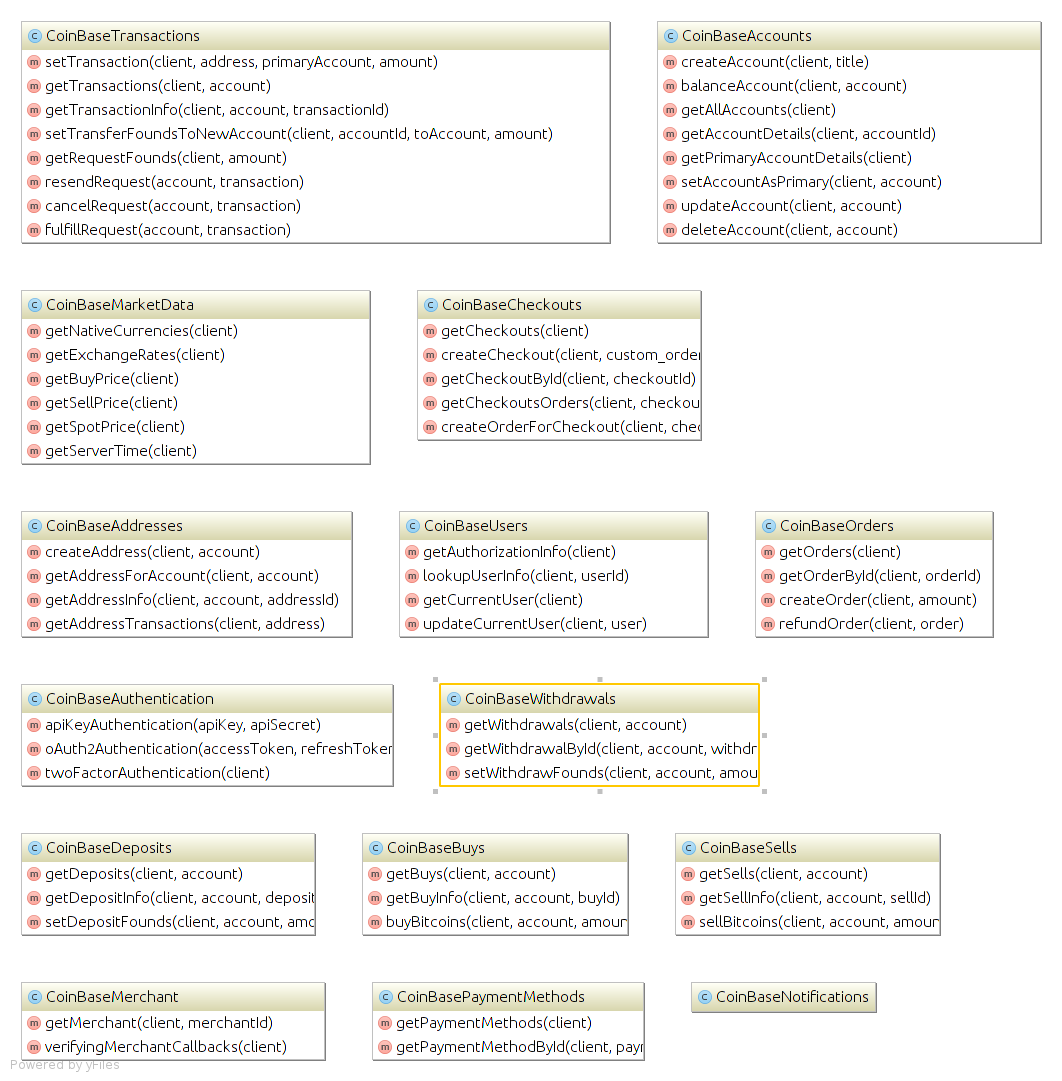 CoinBaseTransactions
setTransaction(client, address, primaryAccount, amount)
getTransactions(client, account)
getTransactionInfo(client, account, transactionId)
setTransferFoundsToNewAccount(client, accountId, toAccount, amount)
getRequestFounds(client, amount)
resendRequest(account, transaction)
cancelRequest(account, transaction)
fulfillRequest(account, transaction)
CoinBaseAccounts
createAccount(client, title)
balanceAccount(client, account)
getAllAccounts(client)
getAccountDetails(client, accountId)
getPrimaryAccountDetails(client)
setAccountAsPrimary(client, account)
updateAccount(client, account)
deleteAccount(client, account)
CoinBaseMarketData
getNativeCurrencies(client)
getExchangeRates(client)
getBuyPrice(client)
getSellPrice(client)
getSpotPrice(client)
getServerTime(client)
CoinBaseCheckouts
getCheckouts(client)
createCheckout(client, custom_order
getCheckoutById(client, checkoutId)
getCheckoutsOrders(client, checkou
createOrderForCheckout(client, chec
CoinBaseAddresses
createAddress(client, account)
getAddressForAccount(client, account)
getAddressInfo(client, account, addressId)
getAddressTransactions(client, address)
CoinBaseUsers
getAuthorizationInfo(client)
lookupUserInfo(client, userId)
getCurrentUser(client)
updateCurrentUser(client, user)
CoinBaseOrders
getOrders(client)
getOrderById(client, orderId)
createOrder(client, amount)
refundOrder(client, order)
CoinBaseAuthentication
apiKeyAuthentication(apiKey, apiSecret)
oAuth2Authentication(accessToken, refreshToken
twoFactorAuthentication(client)
CoinBaseWithdrawals
getWithdrawals(client, account)
getWithdrawalById(client, account, withdr
setWithdrawFounds(client, account, amou
CoinBaseDeposits
getDeposits(client, account)
getDepositInfo(client, account, deposit
setDepositFounds(client, account, amo
CoinBaseBuys
getBuys(client, account)
getBuyInfo(client, account, buyId)
buyBitcoins(client, account, amoun
CoinBaseSells
getSells(client, account)
getSellInfo(client, account, sellId)
sellBitcoins(client, account, amoun
CoinBaseMerchant
getMerchant(client, merchantId)
verifyingMerchantCallbacks(client)
CoinBasePaymentMethods
getPaymentMethods(client)
getPaymentMethodById(client, payn
CoinBaseNotifications
Powered by yFiles